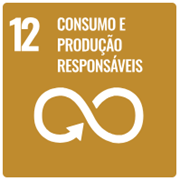 12 CONSUMO E
PRODUÇÃO
RESPONSÁVEIS